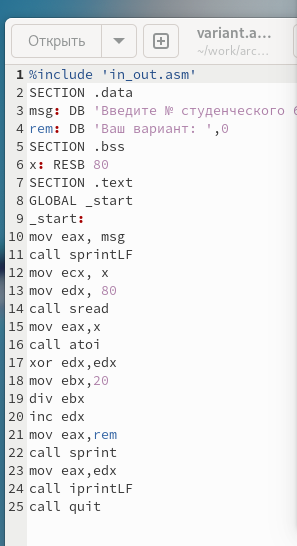 Открыть
variant.a...
~/work/arc...
1 %include 'in_out.asm'
2 SECTION .data
3 msg: DB 'Введите № студенческого
4 rem: DB 'Ваш вариант: ',0
5 SECTION .bss
6 x: RESB 80
7 SECTION .text
8 GLOBAL _start
9 _start:
10 mov eax, msg
11 call sprintLF
12 mov ecx, x
13 mov edx, 80
14 call sread
15 mov eax,x
16 call atoi
17 xor edx,edx
18 mov ebx,20
19 div ebx
20 inc edx
21 mov eax,rem
22 call sprint
23 mov eax,edx
24 call iprintLF
25 call quit